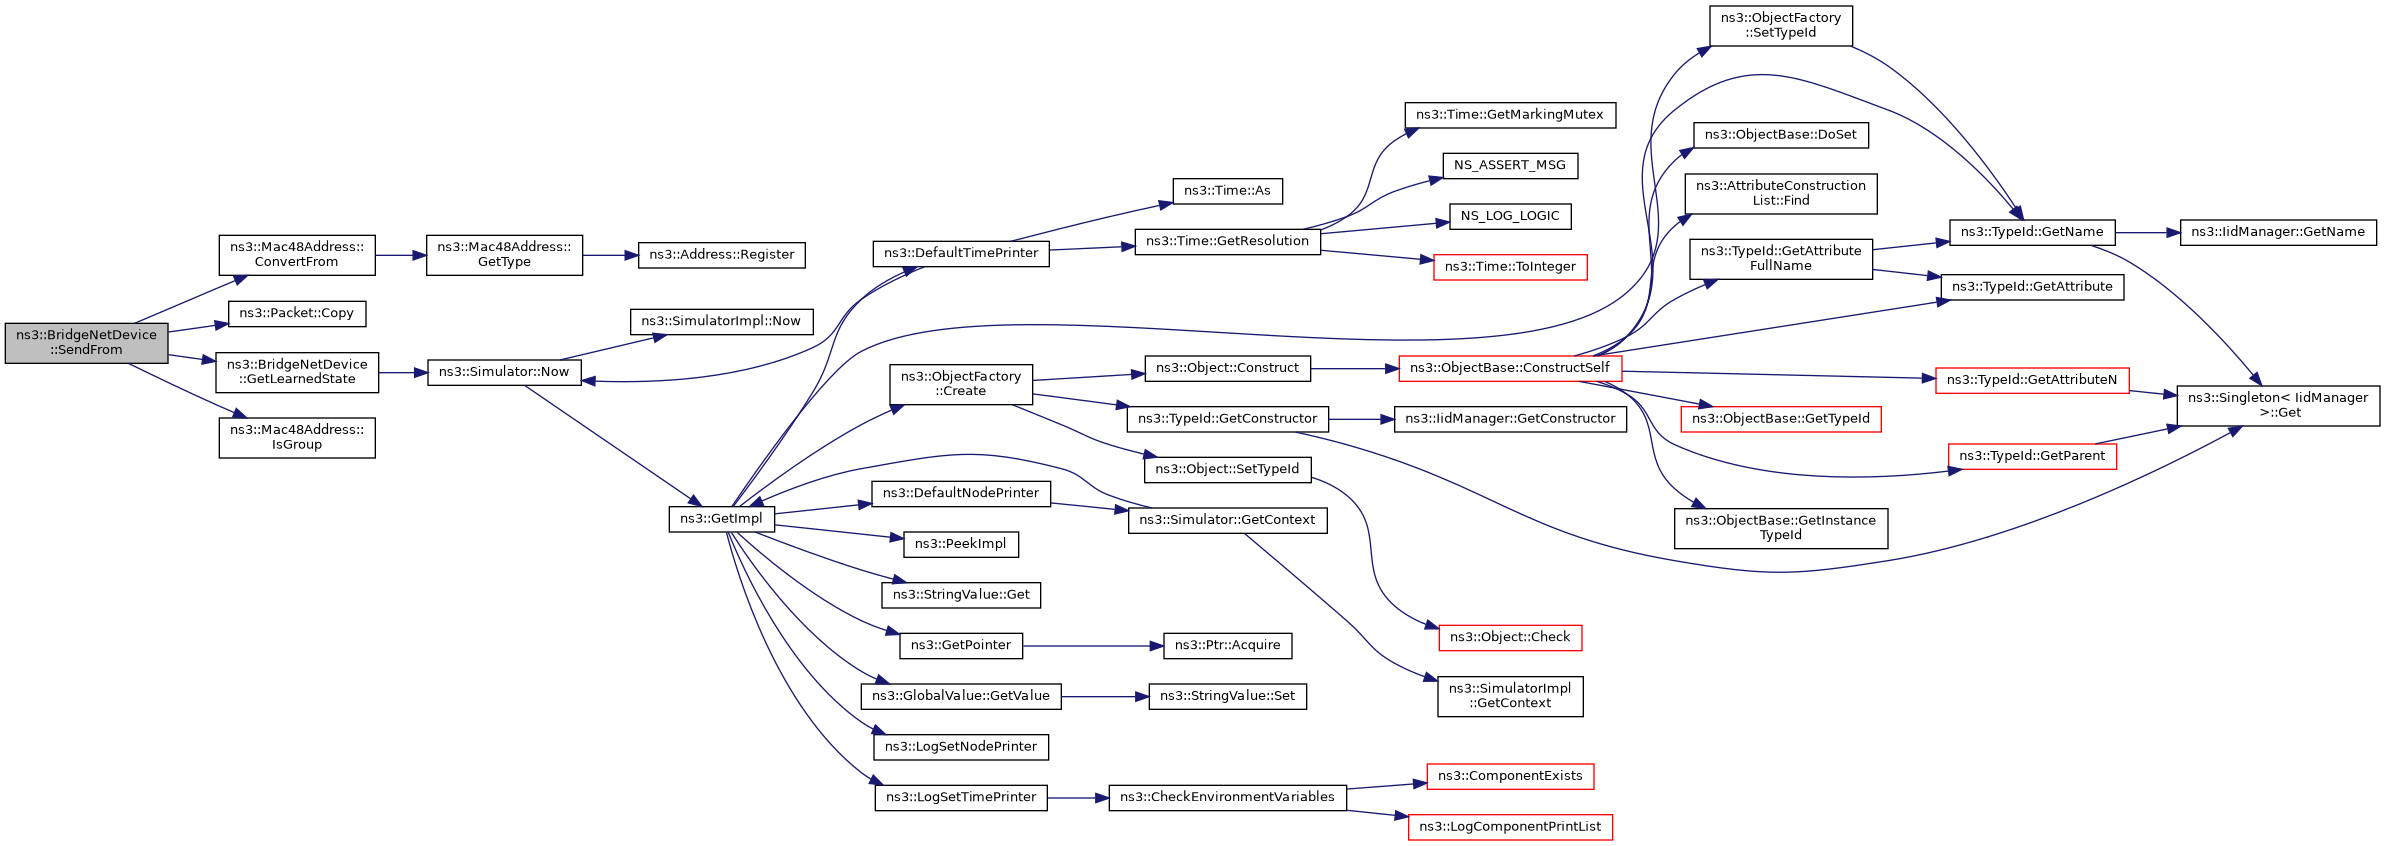 ns3::BridgeNetDevice
::SendFrom
ns3::Mac48Address::
ConvertFrom
ns3::Mac48Address::
GetType
ns3::Address::Register
ns3::Packet::Copy
ns3::BridgeNetDevice
::GetLearnedState
ns3::Mac48Address::
IsGroup
ns3::Simulator::Now
ns3::SimulatorImpl::Now
ns3::GetImpl
ns3::DefaultTimePrinter
ns3::Time::As
ns3::Time::GetResolution
ns3::Time::GetMarkingMutex
NS_ASSERT_MSG
NS_LOG_LOGIC
ns3::Time::ToInteger
ns3::ObjectFactory
::Create
ns3::Object::Construct
ns3::TypeId::GetConstructor
ns3::Object::SetTypeId
ns3::ObjectBase::ConstructSelf
ns3::IidManager::GetConstructor
ns3::DefaultNodePrinter
ns3::Simulator::GetContext
ns3::PeekImpl
ns3::StringValue::Get
ns3::GetPointer
ns3::Ptr::Acquire
ns3::GlobalValue::GetValue
ns3::StringValue::Set
ns3::LogSetNodePrinter
ns3::LogSetTimePrinter
ns3::CheckEnvironmentVariables
ns3::ComponentExists
ns3::LogComponentPrintList
ns3::Object::Check
ns3::SimulatorImpl
::GetContext
ns3::ObjectFactory
::SetTypeId
ns3::ObjectBase::DoSet
ns3::AttributeConstruction
List::Find
ns3::TypeId::GetAttribute
FullName
ns3::ObjectBase::GetTypeId
ns3::ObjectBase::GetInstance
TypeId
ns3::TypeId::GetName
ns3::TypeId::GetAttribute
ns3::TypeId::GetAttributeN
ns3::TypeId::GetParent
ns3::IidManager::GetName
ns3::Singleton< IidManager
>::Get